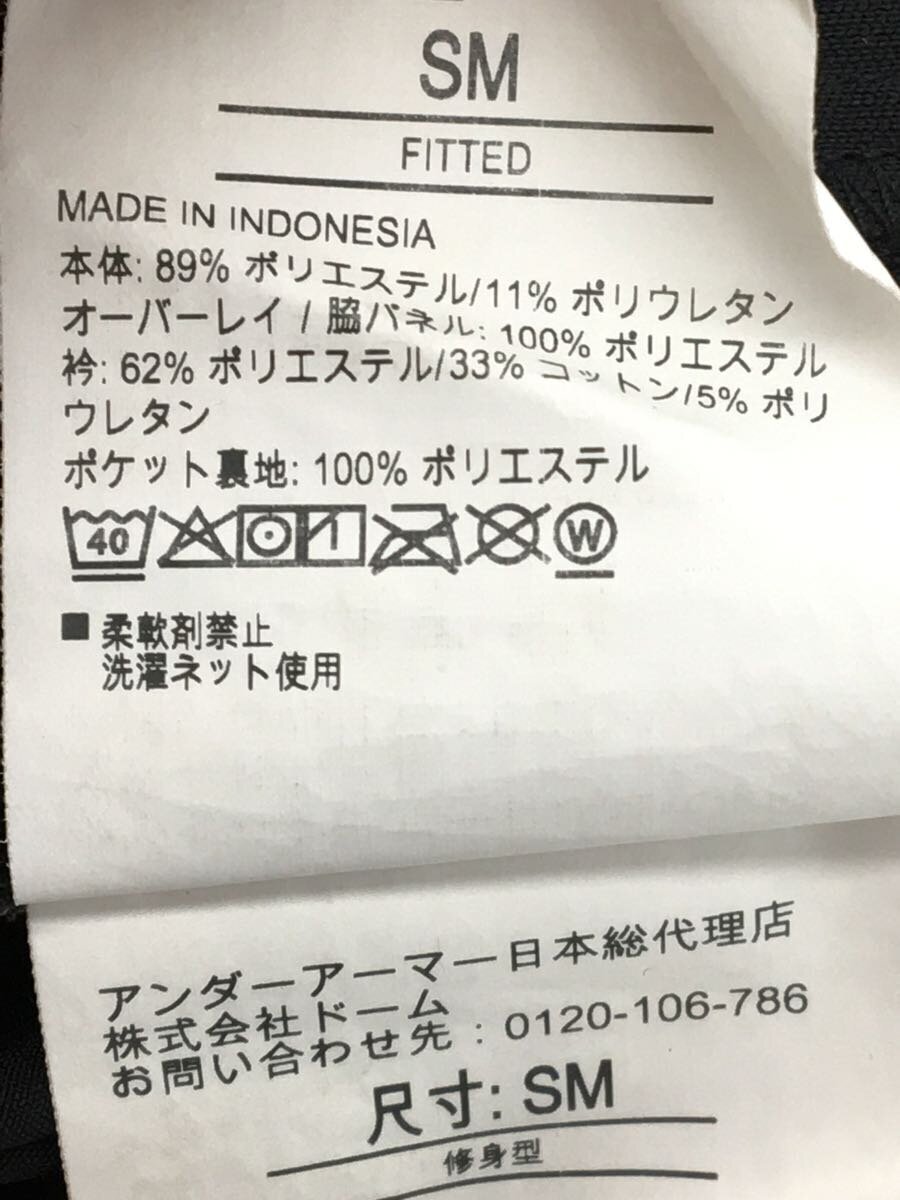 SM
FITTED
MADE IN INDONESIA
本体: 89% ポリエステル/11% ポリウレタン
オーバーレイ / 脇パネル: 100% ポリエステル
衿: 62% ポリエステル/33% コットン/5% ポリ
ウレタン
ポケット裏地: 100% ポリエステル
40 W
■ 柔軟剤禁止
洗濯ネット使用
アンダーアーマー日本総代理店
株式会社ドーム
お問い合わせ先 : 0120-106-786
尺寸: SM
修身型